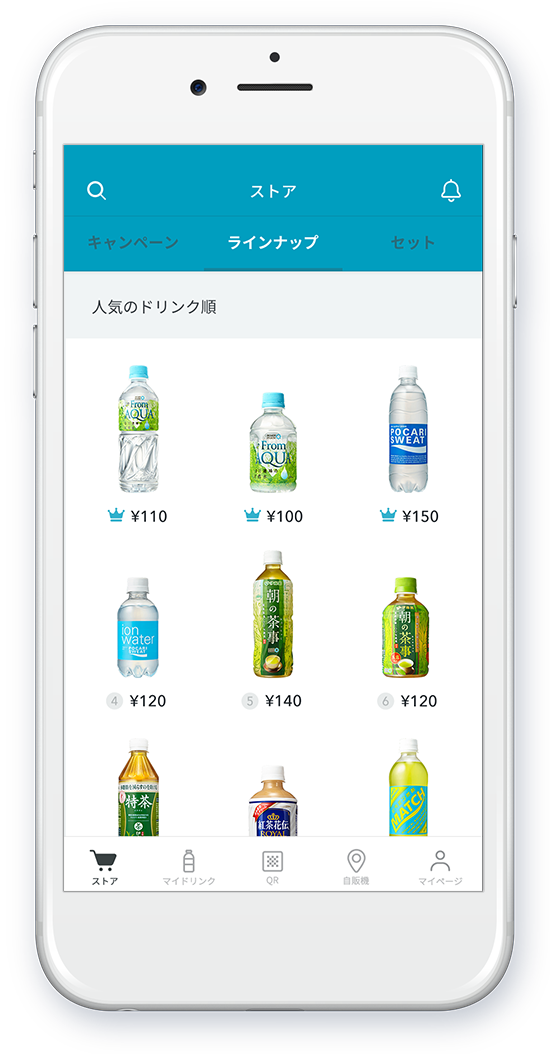 ストア
キャンペーン
ラインナップ
セット
人気のドリンク順
From
AQUA
From
AQUA
POCARI
SWEAT
¥110
¥100
¥150
ion
water
POCARI
SWEAT
朝の茶事
朝の茶事
4 ¥120
5 ¥140
6 ¥120
特茶
紅茶花伝
ROYAL
MATCH
ストア
マイドリンク
QR
自販機
マイページ